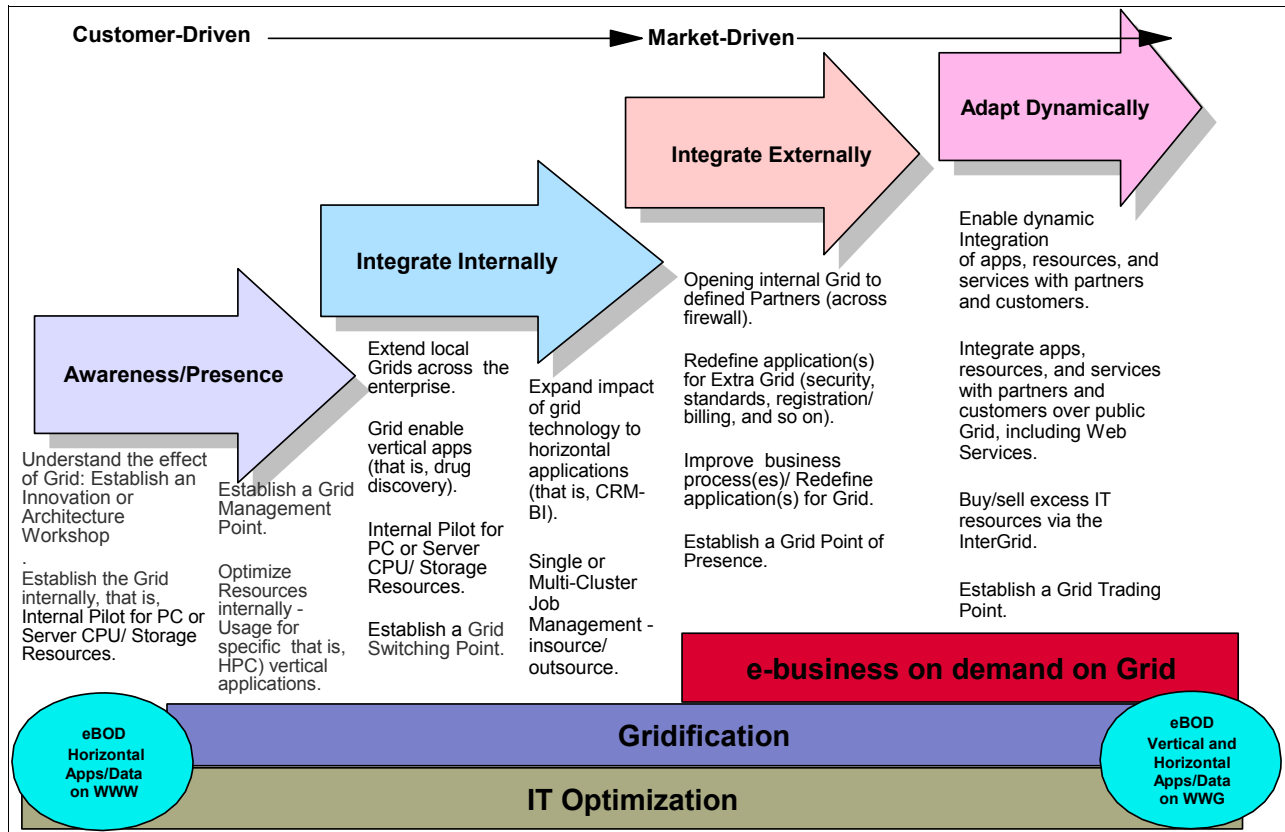 Customer-Driven
Market-Driven
Adapt Dynamically
Integrate Externally
Integrate Internally
Awareness/Presence
Understand the effect
of Grid: Establish an
Innovation or
Architecture
Workshop
.
Establish the Grid
internally, that is,
Internal Pilot for PC or
Server CPU/ Storage
Resources.
Establish a Grid
Management
Point.
Optimize
Resources
internally -
Usage for
specific that is,
HPC) vertical
applications.
Extend local
Grids across the
enterprise.
Grid enable
vertical apps
(that is, drug
discovery).
Internal Pilot for
PC or Server
CPU/ Storage
Resources.
Establish a Grid
Switching Point.
Expand impact
of grid
technology to
horizontal
applications
(that is, CRM-
BI).
Single or
Multi-Cluster
Job
Management -
insource/
outsource.
Opening internal Grid to
defined Partners (across
firewall).
Redefine application(s)
for Extra Grid (security,
standards, registration/
billing, and so on).
Improve business
process(es)/ Redefine
application(s) for Grid.
Establish a Grid Point of
Presence.
Enable dynamic
Integration
of apps, resources, and
services with partners
and customers.
Integrate apps,
resources, and services
with partners and
customers over public
Grid, including Web
Services.
Buy/sell excess IT
resources via the
InterGrid.
Establish a Grid Trading
Point.
e-business on demand on Grid
Gridification
IT Optimization
eBOD
Horizontal
Apps/Data
on WWW
eBOD
Vertical and
Horizontal
Apps/Data
on WWG